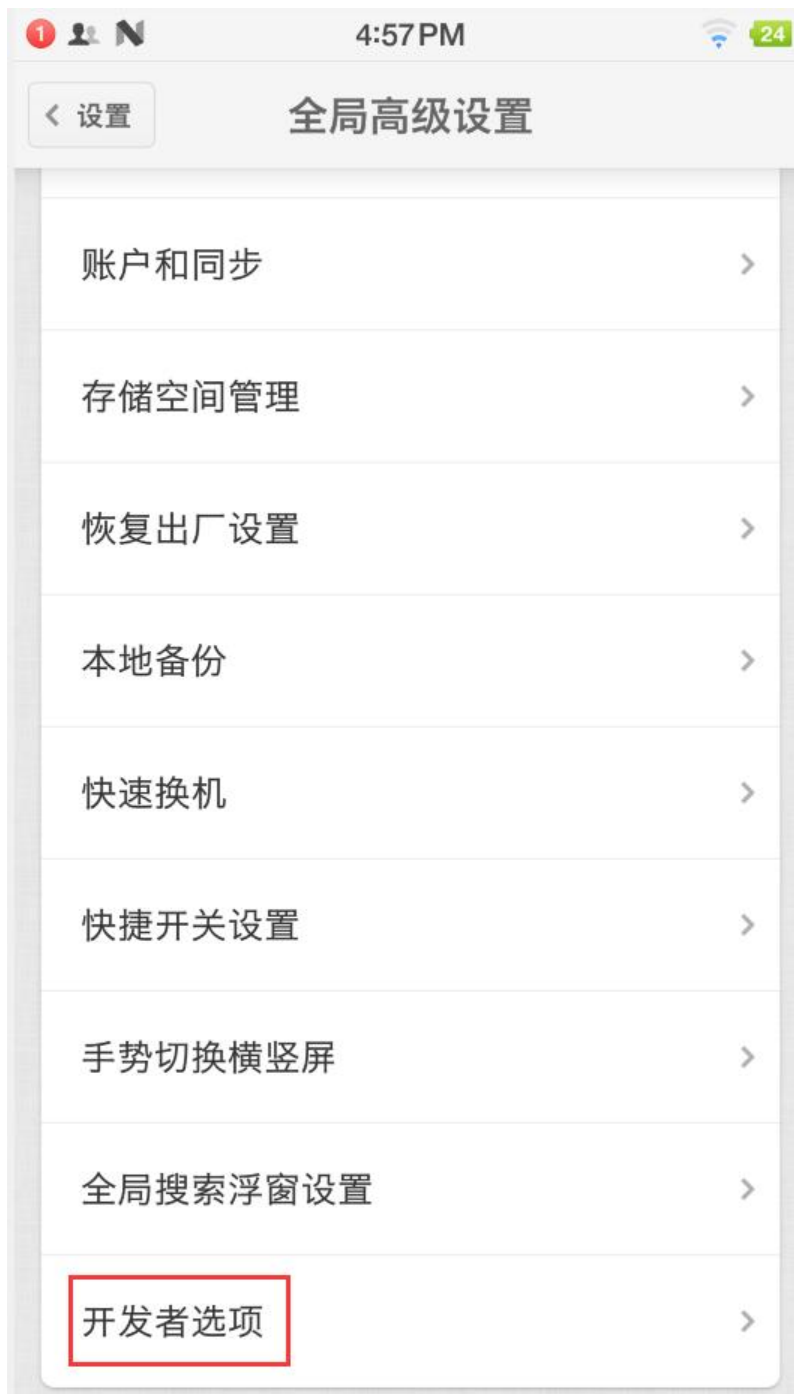 1 4:57 PM 24
设置 全局高级设置
账户和同步
存储空间管理
恢复出厂设置
本地备份
快速换机
快捷开关设置
手势切换横竖屏
全局搜索浮窗设置
开发者选项